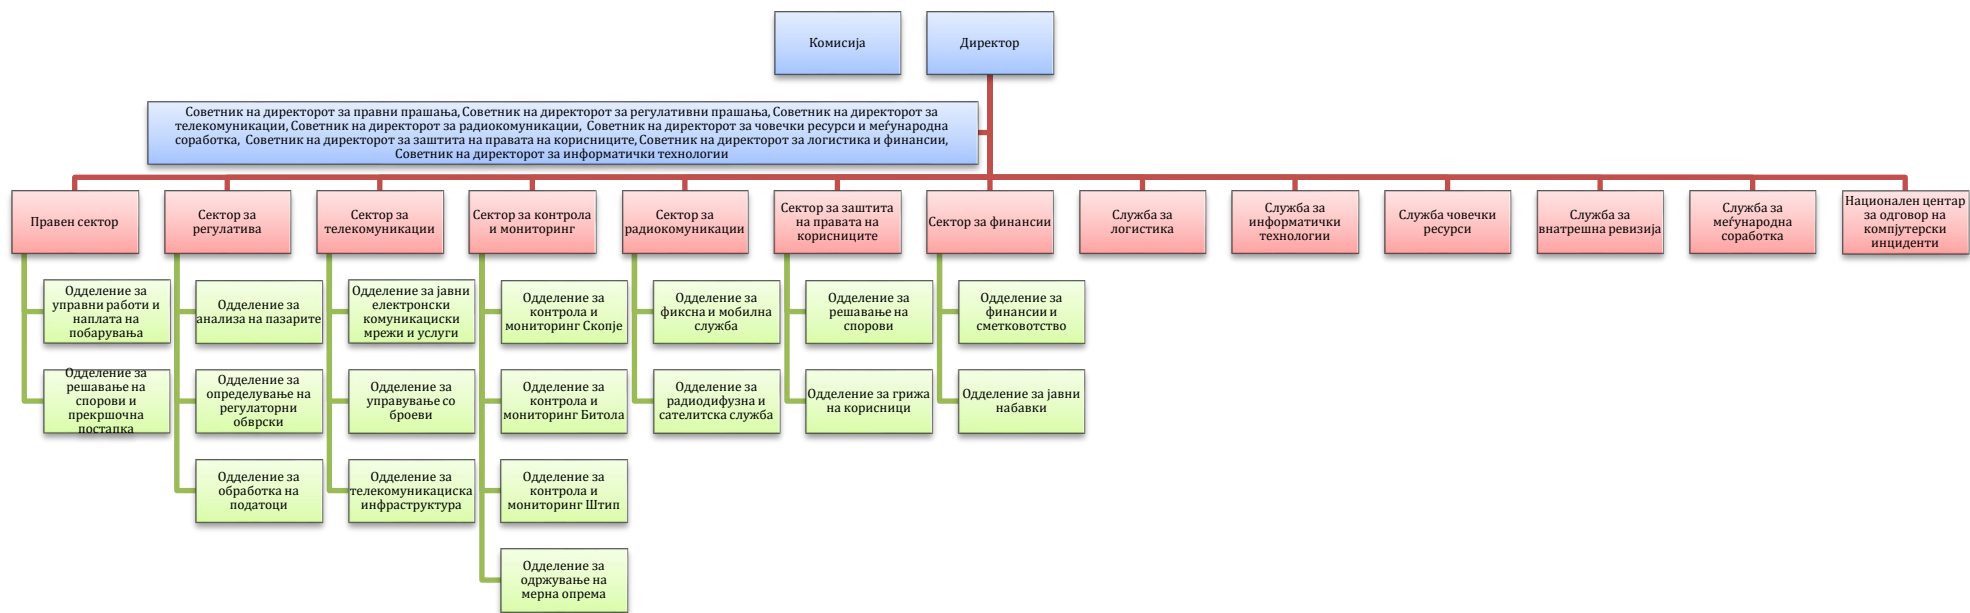 Комисија
Директор
Советник на директорот за правни прашања, Советник на директорот за регулативни прашања, Советник на директорот за
телекомуникации, Советник на директорот за радиокомуникации, Советник на директорот за човечки ресурси и меѓународна
соработка, Советник на директорот за заштита на правата на корисниците, Советник на директорот за логистика и финансии,
Советник на директорот за информатички технологии
Правен сектор
Сектор за
регулатива
Сектор за
телекомуникации
Сектор за контрола
и мониторинг
Сектор за
радиокомуникации
Сектор за заштита
на правата на
корисниците
Сектор за финансии
Служба за
логистика
Служба за
информатички
технологии
Служба човечки
ресурси
Служба за
внатрешна ревизија
Служба за
меѓународна
соработка
Национален центар
за одговор на
компјутерски
инциденти
Одделение за
управни работи и
наплата на
побарувања
Одделение за
анализа на пазарите
Одделение за јавни
електронски
комуникациски
мрежи и услуги
Одделение за
контрола и
мониторинг Скопје
Одделение за
фиксна и мобилна
служба
Одделение за
решавање на
спорови
Одделение за
финансии и
сметковотство
Одделение за
решавање на
спорови и
прекршочна
постапка
Одделение за
определување на
регулаторни
обврски
Одделение за
управување со
броеви
Одделение за
контрола и
мониторинг Битола
Одделение за
радиодифузна и
сателитска служба
Одделение за грижа
на корисници
Одделение за јавни
набавки
Одделение за
обработка на
податоци
Одделение за
телекомуникациска
инфраструктура
Одделение за
контрола и
мониторинг Штип
Одделение за
одржување на
мерна опрема